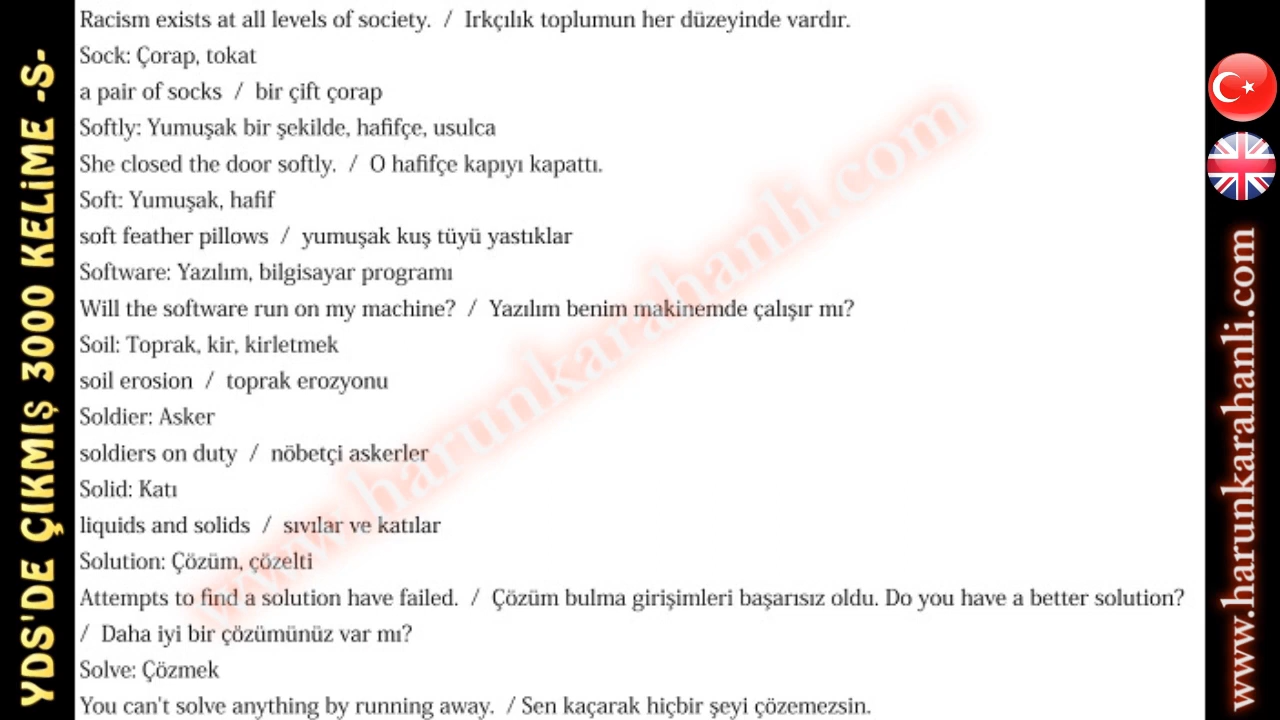 YDS'DE ÇIKMIŞ 3000 KELİME -S-
Racism exists at all levels of society. / Irkçılık toplumun her düzeyinde vardır.
Sock: Çorap, tokat
a pair of socks / bir çift çorap
Softly: Yumuşak bir şekilde, hafifçe, usulca
She closed the door softly. / O hafifçe kapıyı kapattı.
Soft: Yumuşak, hafif
soft feather pillows / yumuşak kuş tüyü yastıklar
Software: Yazılım, bilgisayar programı
Will the software run on my machine? / Yazılım benim makinemde çalışır mı?
Soil: Toprak, kir, kirletmek
soil erosion / toprak erozyonu
Soldier: Asker
soldiers on duty / nöbetçi askerler
Solid: Katı
liquids and solids / sıvılar ve katılar
Solution: Çözüm, çözelti
Attempts to find a solution have failed. / Çözüm bulma girişimleri başarısız oldu. Do you have a better solution?
/ Daha iyi bir çözümünüz var mı?
Solve: Çözmek
You can't solve anything by running away. / Sen kaçarak hiçbir şeyi çözemezsin.
www.harunkarahanli.com
www.harunkarahanli.com